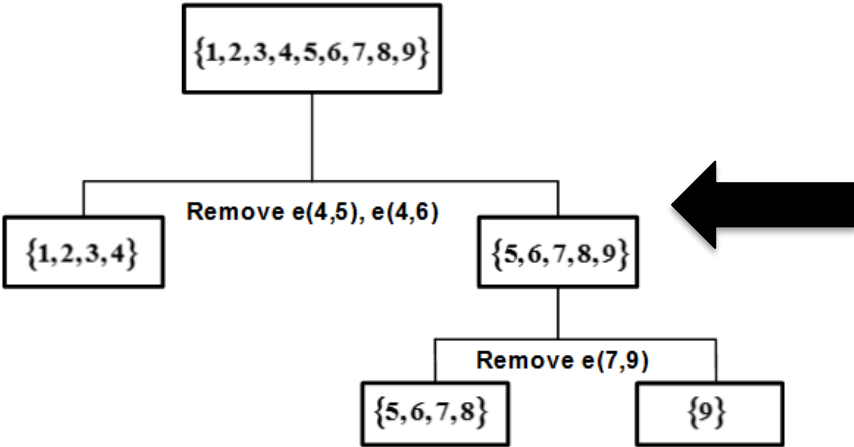 {1,2,3,4,5,6,7,8,9}
Remove e(4,5), e(4,6)
{1,2,3,4}
{5,6,7,8,9}
Remove e(7,9)
{5,6,7,8}
{9}